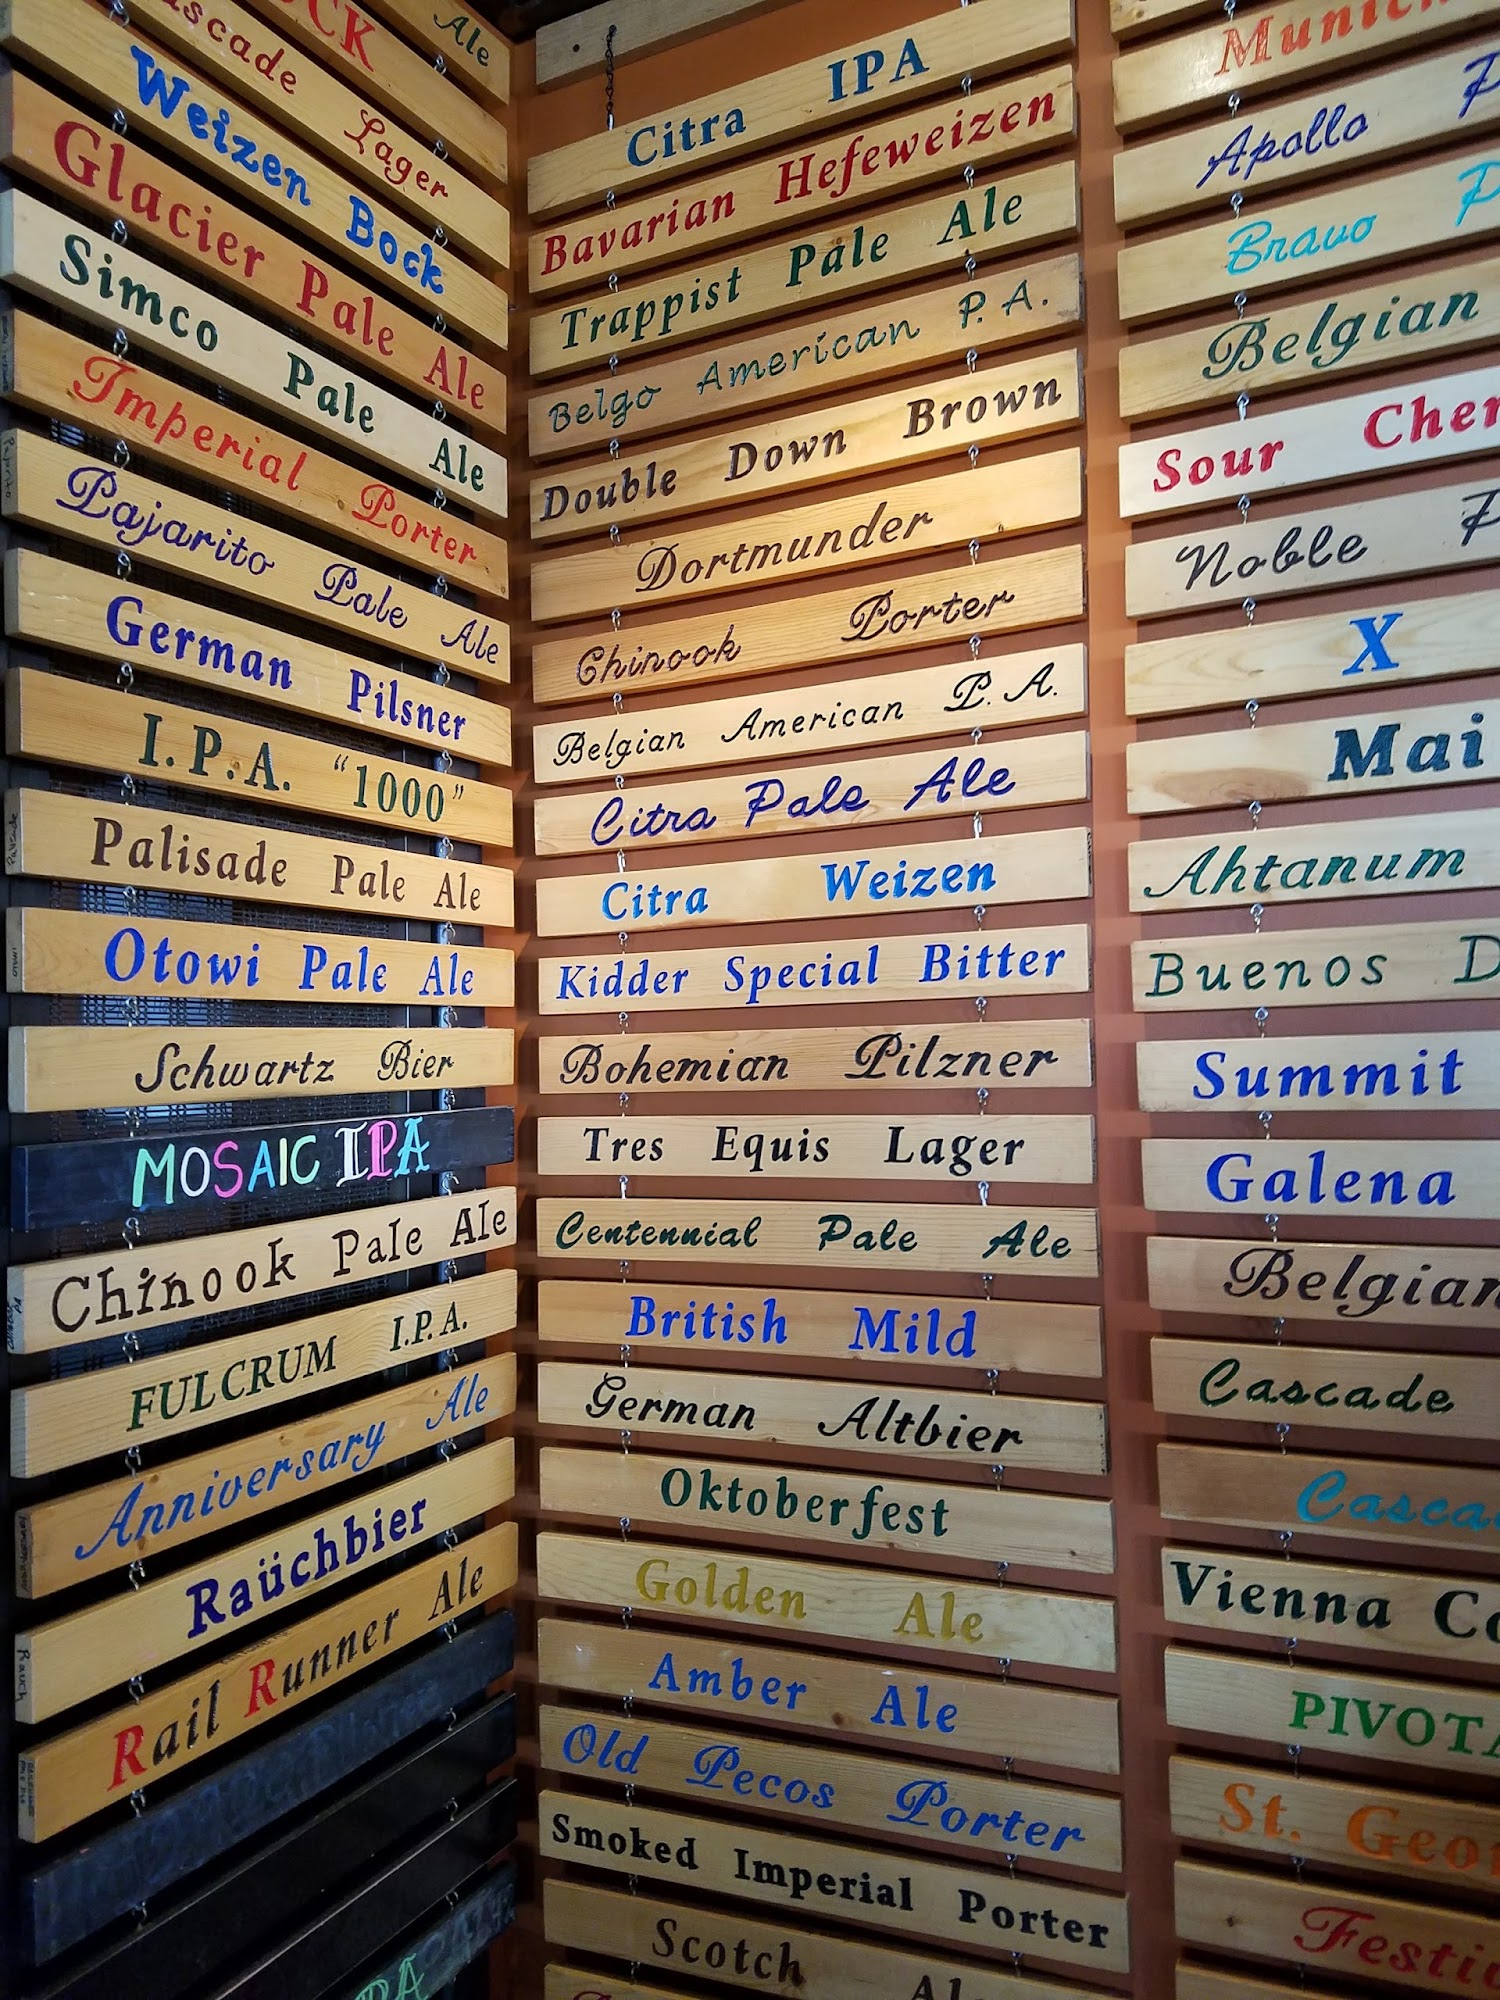 Ale
Lager
Weizen Bock
Glacier Pale Ale
Simco Pale Ale
Imperial Porter
Pajarito Pale Ale
German Pilsner
I.P.A. “1000”
Palisade Pale Ale
Otowi Pale Ale
Schwartz Bier
MOSAIC IPA
Chinook Pale Ale
FULCRUM I.P.A.
Anniversary Ale
Raüchbier
Rail Runner Ale
Citra IPA
Bavarian Hefeweizen
Trappist Pale Ale
Belgo American P.A.
Double Down Brown
Dortmunder
Chinook Porter
Belgian American P.A.
Citra Pale Ale
Citra Weizen
Kidder Special Bitter
Bohemian Pilzner
Tres Equis Lager
Centennial Pale Ale
British Mild
German Altbier
Oktoberfest
Golden Ale
Amber Ale
Old Pecos Porter
Smoked Imperial Porter
Scotch
Munich
Apollo
Bravo
Belgian
Sour
Noble
X
Mai
Ahtanum
Buenos
Summit
Galena
Belgian
Cascade
Vienna
St.